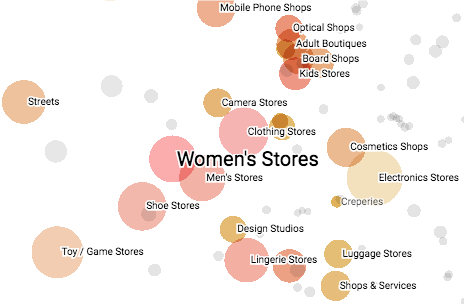 Mobile Phone Shops
Optical Shops
Adult Boutiques
Board Shops
Kids Stores
Streets
Camera Stores
Clothing Stores
Cosmetics Shops
Women's Stores
Men's Stores
Electronics Stores
Shoe Stores
Creperies
Design Studios
Toy / Game Stores
Lingerie Stores
Luggage Stores
Shops & Services